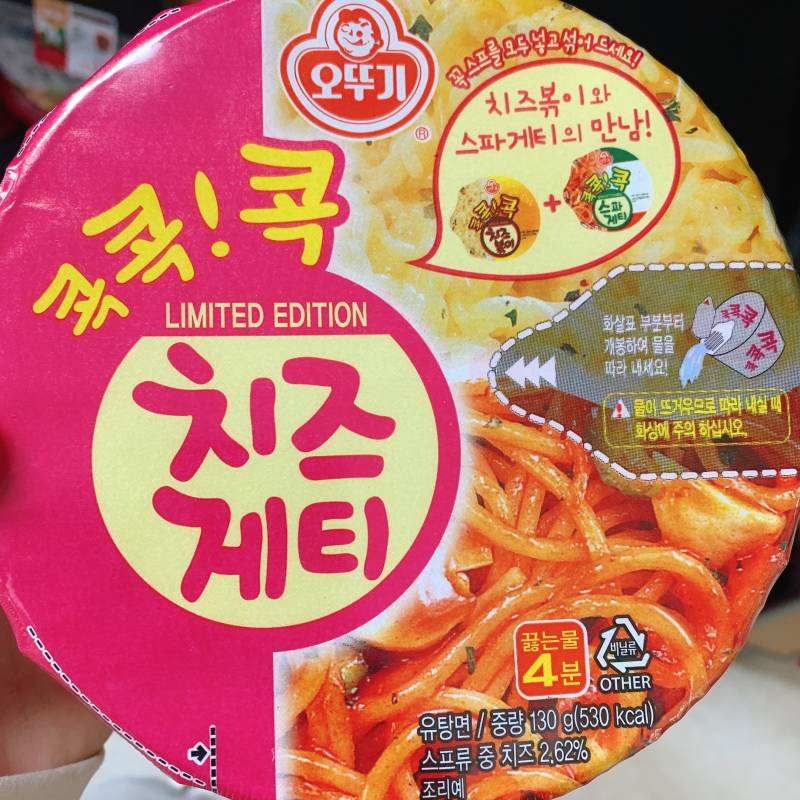 오뚜기
®
꼭 스프를 모두 넣고 섞어 드세요!
치즈볶이와
스파게티의 만남!
콕콕!콕
치즈
볶이
+
콕콕!콕
스파
게티
콕콕!콕
LIMITED EDITION
치즈
게티
화살표 부분부터
개봉하여 물을
따라 내세요!
콕콕!콕
물이 뜨거우므로 따라 내실 때
화상에 주의 하십시오.
끓는물
4분
비닐류
OTHER
유탕면 / 중량 130 g(530 kcal)
스프류 중 치즈 2.62%
조리예